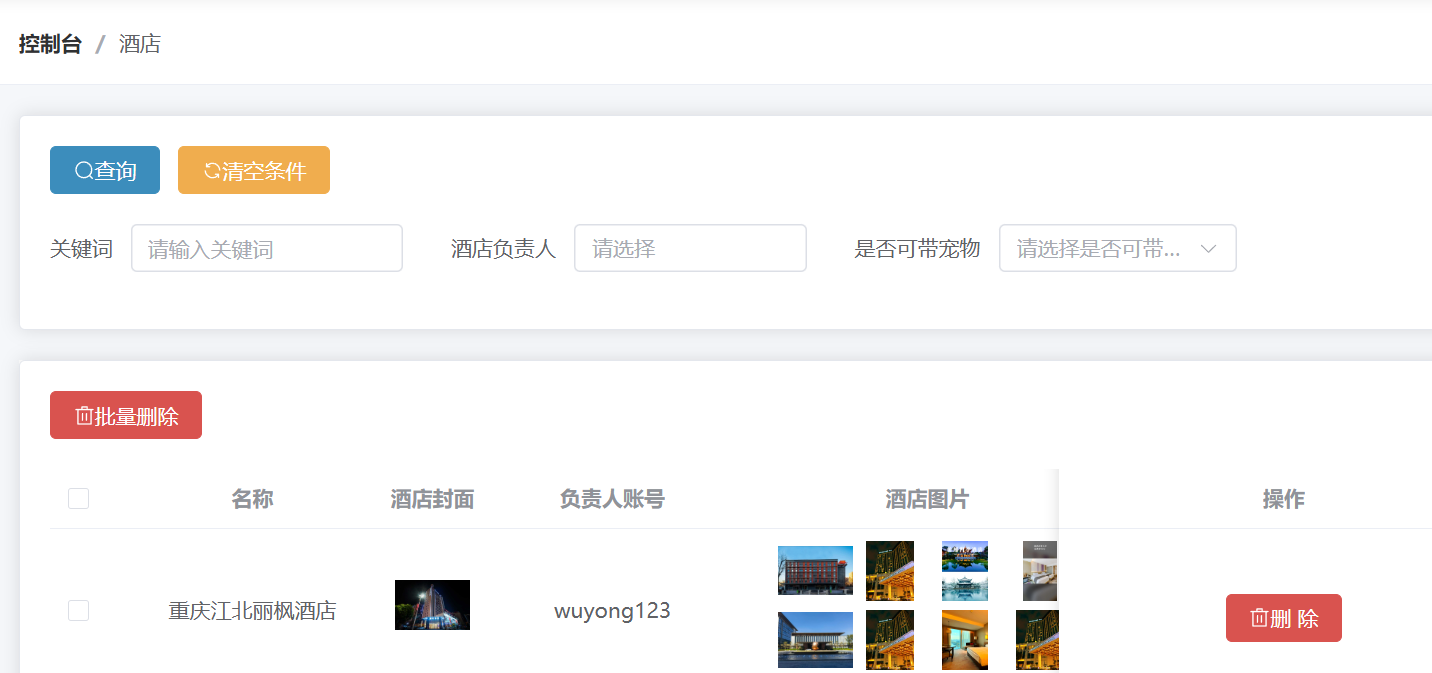 控制台 / 酒店
查询 清空条件
关键词 请输入关键词 酒店负责人 请选择 是否可带宠物 请选择是否可带...
批量删除
名称 酒店封面 负责人账号 酒店图片 操作
重庆江北丽枫酒店 wuyong123 删 除